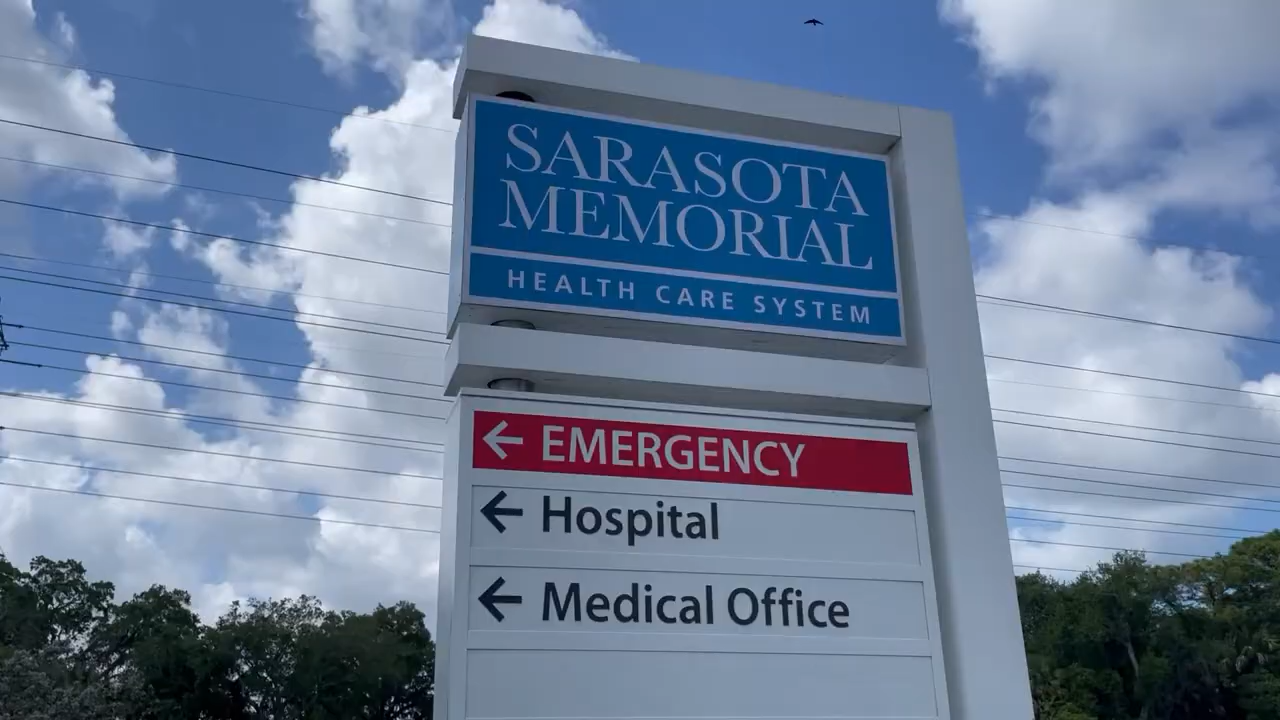 SARASOTA
MEMORIAL
HEALTH CARE SYSTEM
← EMERGENCY
← Hospital
← Medical Office